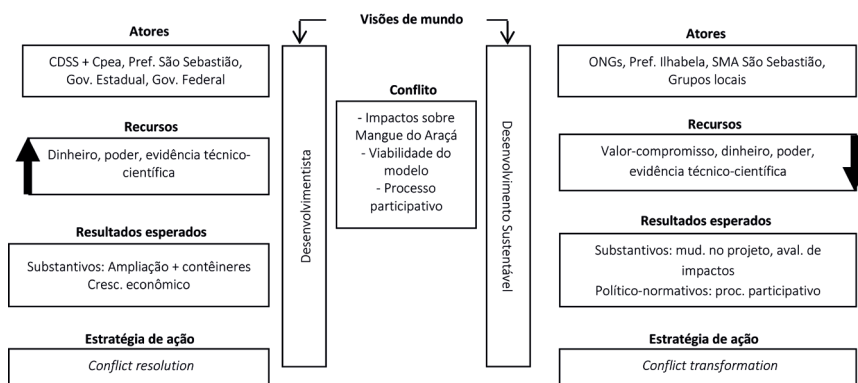 Visões de mundo
Atores
CDSS + Cpea, Pref. São Sebastião,
Gov. Estadual, Gov. Federal
Recursos
Dinheiro, poder, evidência técnico-
científica
Resultados esperados
Substantivos: Ampliação + contêineres
Cresc. econômico
Estratégia de ação
Conflict resolution
Desenvolvimentista
Conflito
- Impactos sobre
Mangue do Araçá
- Viabilidade do
modelo
- Processo
participativo
Desenvolvimento Sustentável
Atores
ONGs, Pref. Ilhabela, SMA São Sebastião,
Grupos locais
Recursos
Valor-compromisso, dinheiro, poder,
evidência técnico-científica
Resultados esperados
Substantivos: mud. no projeto, aval. de
impactos
Político-normativos: proc. participativo
Estratégia de ação
Conflict transformation